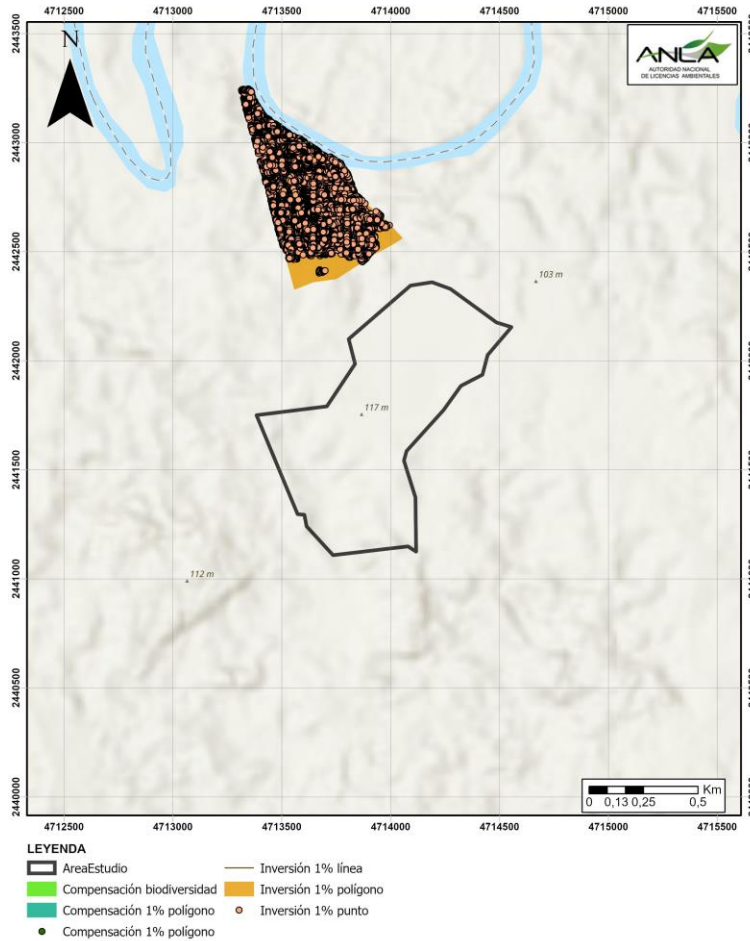 4712500 4713000 4713500 4714000 4714500 4715000 4715500
N
ANLA
AUTORIDAD NACIONAL
DE LICENCIAS AMBIENTALES
2443500
2443000
2442500
2442000
2441500
2441000
2440500
2440000
103 m
117 m
112 m
Km
0 0,13 0,25 0,5
4712500 4713000 4713500 4714000 4714500 4715000 4715500
LEYENDA
AreaEstudio
Compensación biodiversidad
Compensación 1% polígono
Compensación 1% polígono
Inversión 1% línea
Inversión 1% polígono
Inversión 1% punto